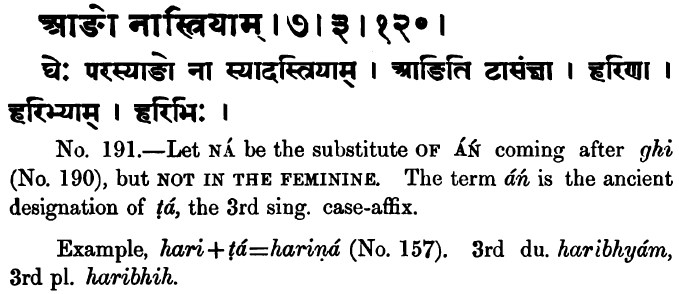 आङो नास्त्रियाम् । ७ । ३ । १२० ।
घेः परस्याङो ना स्यादस्त्रियाम् । आङिति टासंज्ञा । हरिणा ।
हरिभ्याम् । हरिभिः ।
No. 191.—Let NÁ be the substitute OF ÁṄ coming after ghi
(No. 190), but NOT IN THE FEMININE. The term áṅ is the ancient
designation of ṭá, the 3rd sing. case-affix.
Example, hari+ṭá=hariṇá (No. 157). 3rd du. haribhyám,
3rd pl. haribhih.